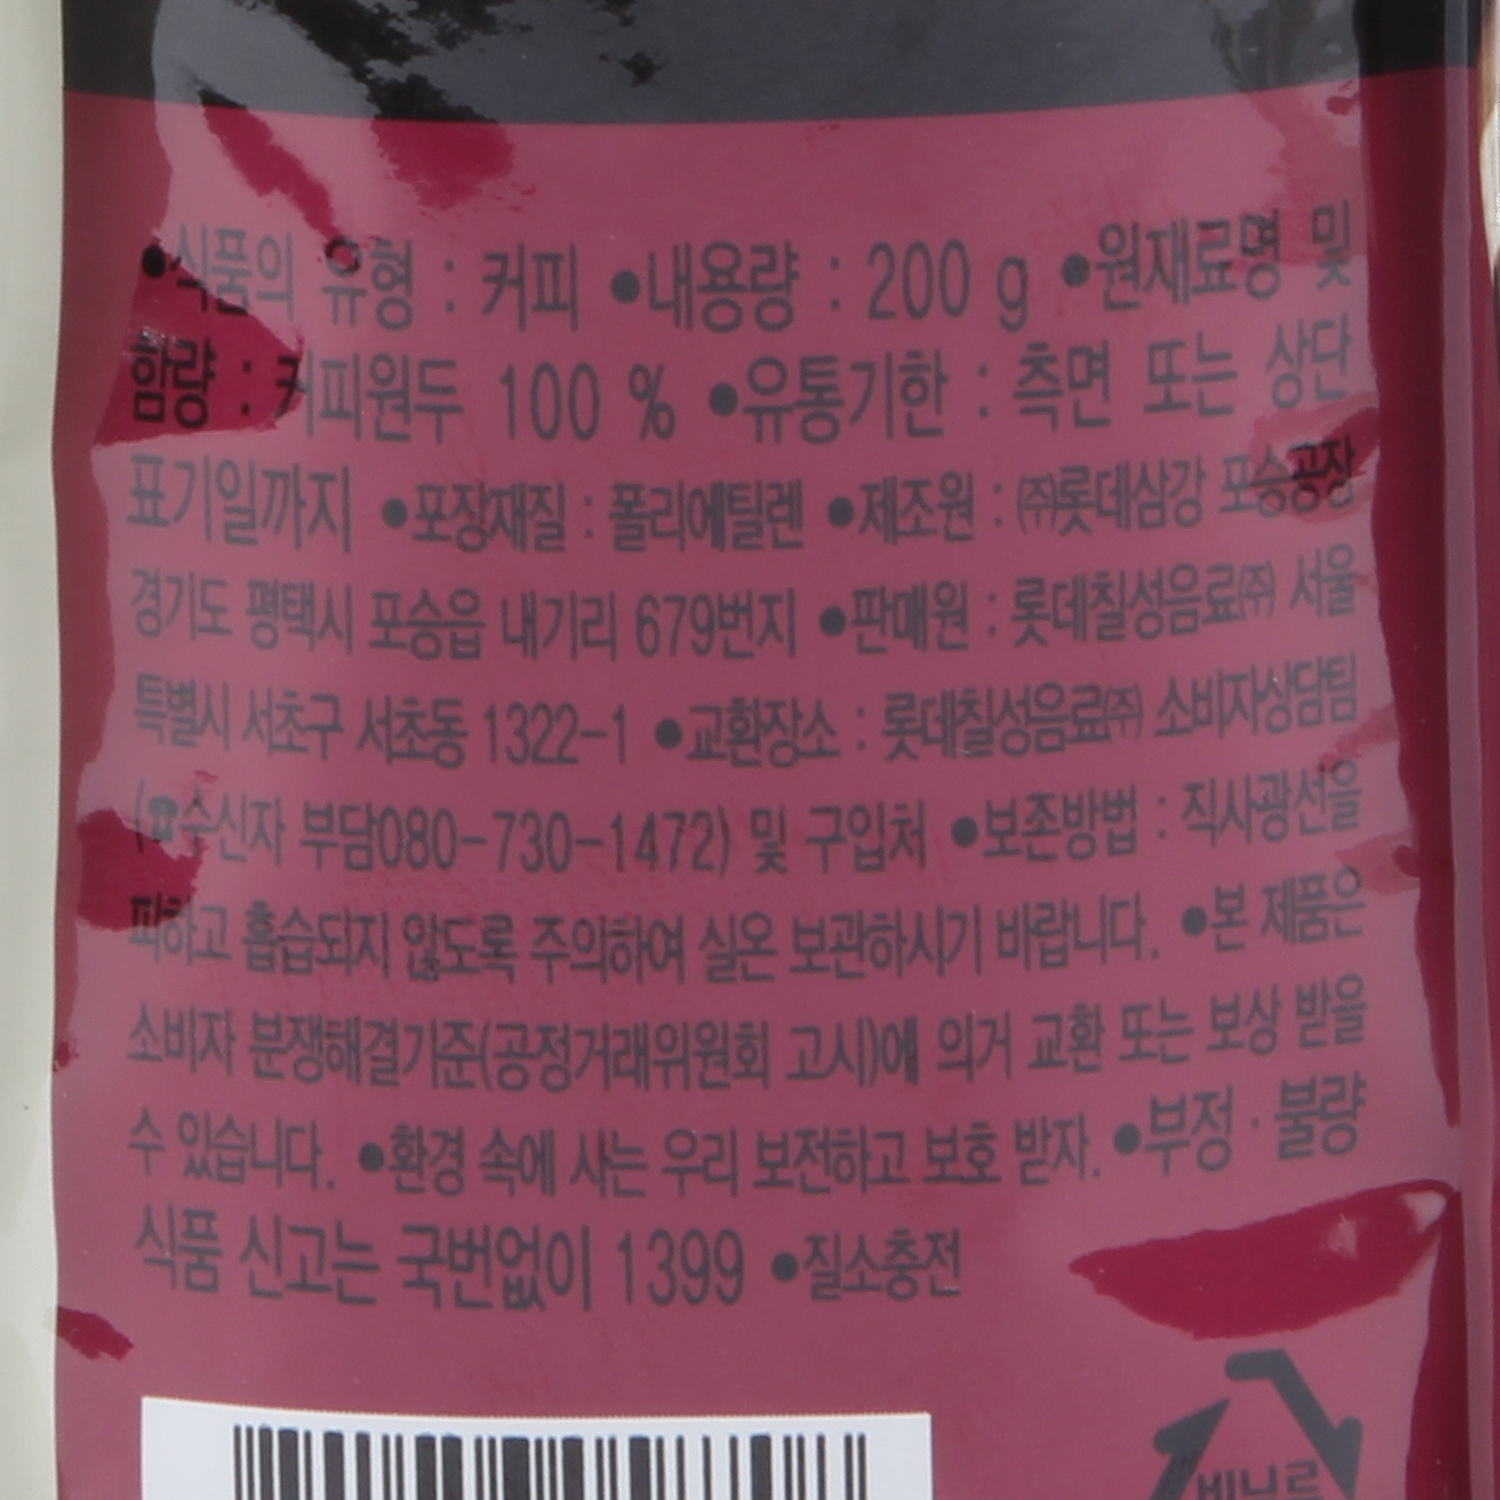 ●식품의 유형 : 커피 ●내용량 : 200 g ●원재료명 및
함량 : 커피원두 100 % ●유통기한 : 측면 또는 상단
표기일까지 ●포장재질 : 폴리에틸렌 ●제조원 : ㈜롯데삼강 포승공장
경기도 평택시 포승읍 내기리 679번지 ●판매원 : 롯데칠성음료㈜ 서울
특별시 서초구 서초동 1322-1 ●교환장소 : 롯데칠성음료㈜ 소비자상담팀
(☎수신자 부담080-730-1472) 및 구입처 ●보존방법 : 직사광선을
피하고 흡습되지 않도록 주의하여 실온 보관하시기 바랍니다. ●본 제품은
소비자 분쟁해결기준(공정거래위원회 고시)에 의거 교환 또는 보상 받을
수 있습니다. ●환경 속에 사는 우리 보전하고 보호 받자. ●부정 · 불량
식품 신고는 국번없이 1399 ●질소충전
비닐류